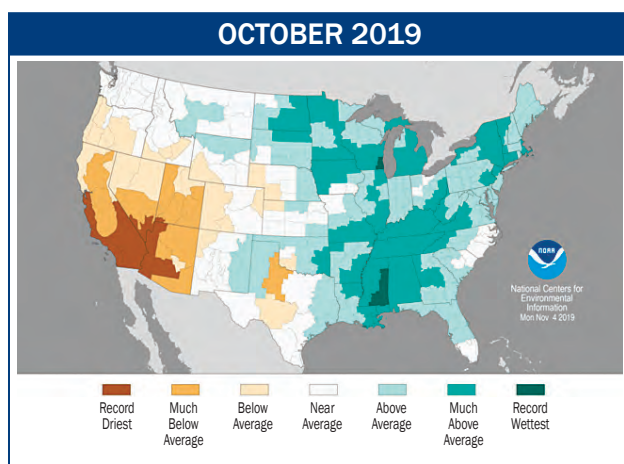 OCTOBER 2019
NOAA
National Centers for
Environmental
Information
Mon Nov 4 2019
Record
Driest
Much
Below
Average
Below
Average
Near
Average
Above
Average
Much
Above
Average
Record
Wettest